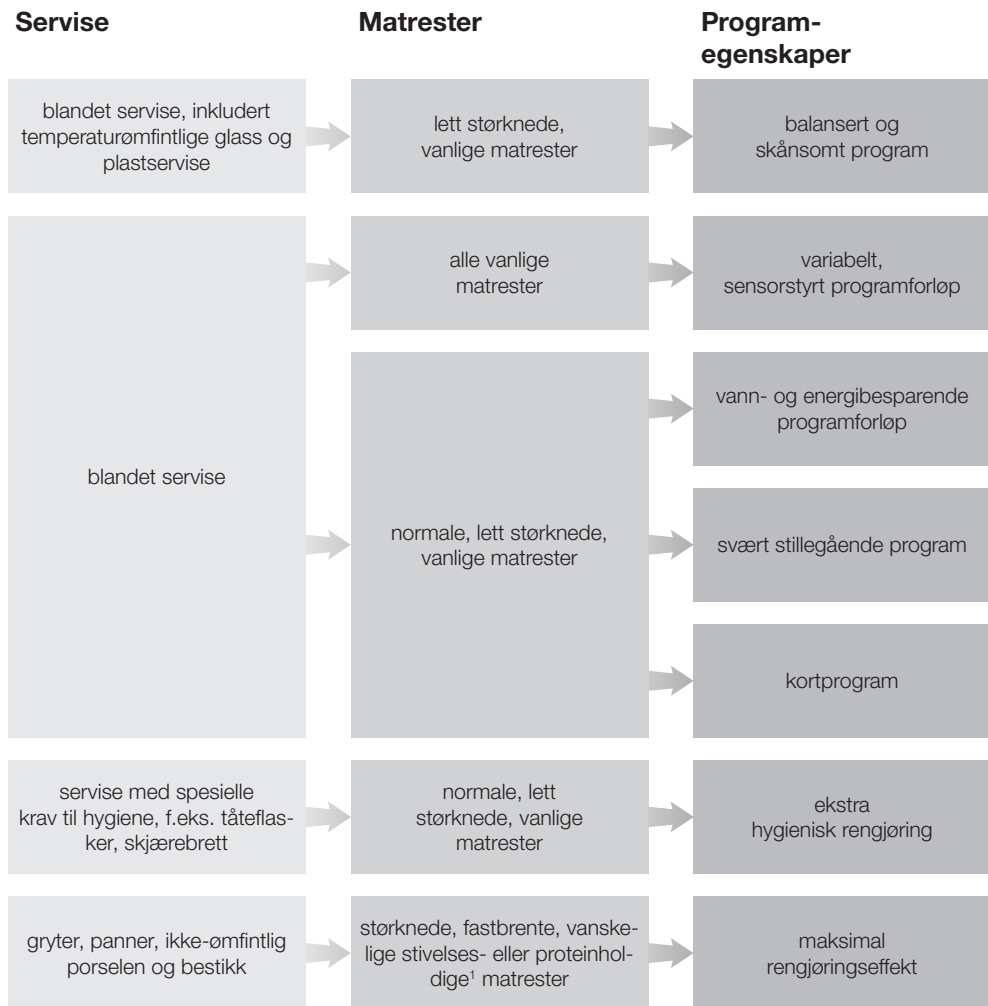 Servise
Matrester
Program-
egenskaper
blandet servise, inkludert
temperaturømfintlige glass og
plastservise
lett størknede,
vanlige matrester
balansert og
skånsomt program
blandet servise
alle vanlige
matrester
variabelt,
sensorstyrt programforløp
normale, lett størknede,
vanlige matrester
vann- og energibesparende
programforløp
svært stillegående program
kortprogram
servise med spesielle
krav til hygiene, f.eks. tåteflas-
ker, skjærebrett
normale, lett
størknede, vanlige
matrester
ekstra
hygienisk rengjøring
gryter, panner, ikke-ømfintlig
porselen og bestikk
størknede, fastbrente, vanske-
lige stivelses- eller proteinhol-
dige¹ matrester
maksimal
rengjøringseffekt